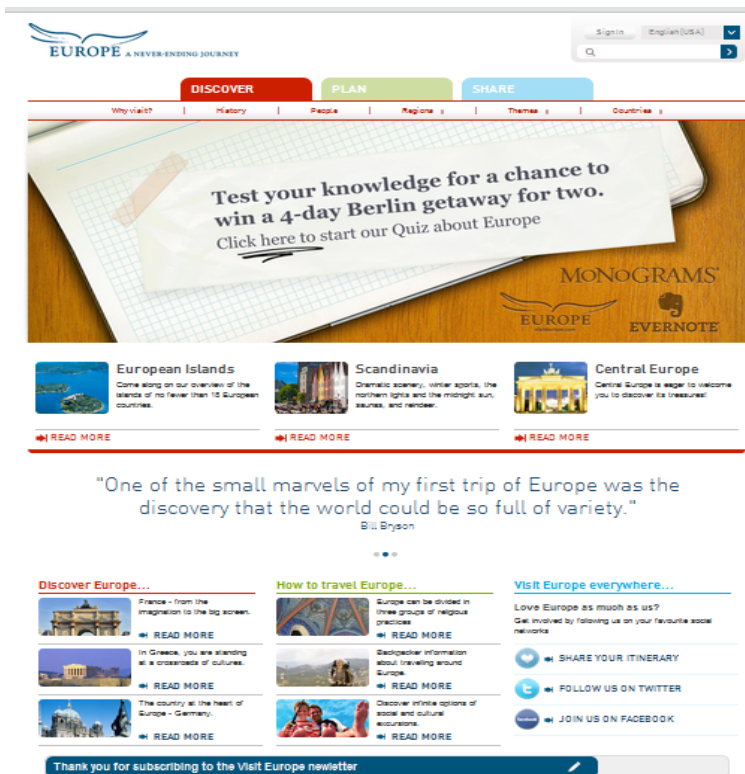 EUROPE A NEVER-ENDING JOURNEY
Sign In English (USA)
DISCOVER PLAN SHARE
Why visit? | History | People | Regions | Themes | Countries
Test your knowledge for a chance to
win a 4-day Berlin getaway for two.
Click here to start our Quiz about Europe
MONOGRAMS
EUROPE
EVERNOTE
European Islands
Come along on our overview of the
islands of no fewer than 18 European
countries.
READ MORE
Scandinavia
Dramatic scenery, winter sports, the
northern lights and the midnight sun,
saunas, and reindeer.
READ MORE
Central Europe
Central Europe is eager to welcome
you to discover its treasures!
READ MORE
"One of the small marvels of my first trip of Europe was the
discovery that the world could be so full of variety."
Bill Bryson
Discover Europe...
France - from the
imagination to the big screen.
READ MORE
In Greece, you are standing
at a crossroads of cultures.
READ MORE
The country at the heart of
Europe - Germany.
READ MORE
How to travel Europe...
Europe can be divided in
three groups of religious
practices
READ MORE
Backpacker information
about traveling around
Europe.
READ MORE
Discover infinite options of
social and cultural
excursions.
READ MORE
Visit Europe everywhere...
Love Europe as much as us?
Get involved by following us on your favourite social
networks
SHARE YOUR ITINERARY
FOLLOW US ON TWITTER
facebook JOIN US ON FACEBOOK
Thank you for subscribing to the Visit Europe newletter